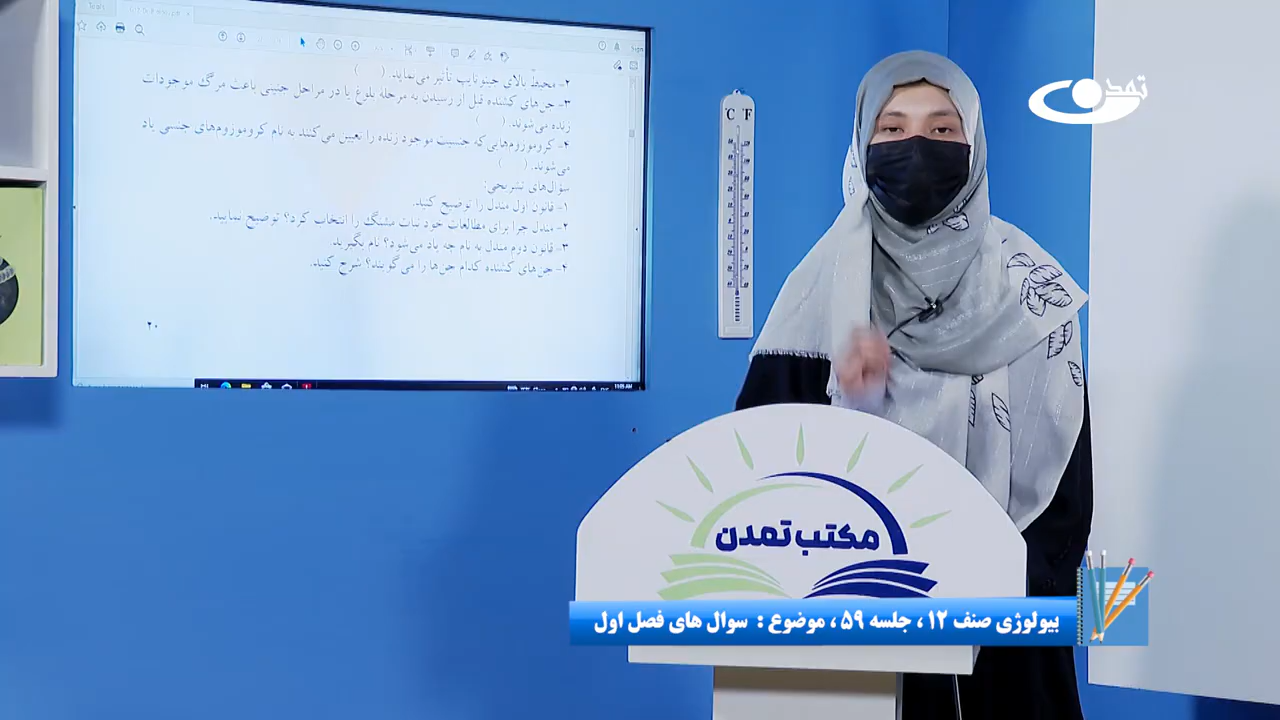 ۲- محیط بالای جینوتایپ تأثیر می‌نماید. ( )
۳- جن‌های کشنده قبل از رسیدن به مرحله بلوغ یا در مراحل جنینی باعث مرگ موجودات
زنده می‌شوند. ( )
۴- کروموزوم‌هایی که جنسیت موجود زنده را تعیین می‌کنند به نام کروموزوم‌های جنسی یاد
می‌شوند. ( )
سؤال‌های تشریحی:
۱- قانون اول مندل را توضیح کنید.
۲- مندل چرا برای مطالعات خود نبات مشنگ را انتخاب کرد؟ توضیح نمایید.
۳- قانون دوم مندل به نام چه یاد می‌شود؟ نام بگیرید.
۴- جن‌های کشنده کدام جن‌ها را می‌گویند؟ شرح کنید.
۲۰
°C °F
تمدن
مکتب تمدن
بیولوژی صنف ۱۲ ، جلسه ۵۹ ، موضوع : سوال های فصل اول